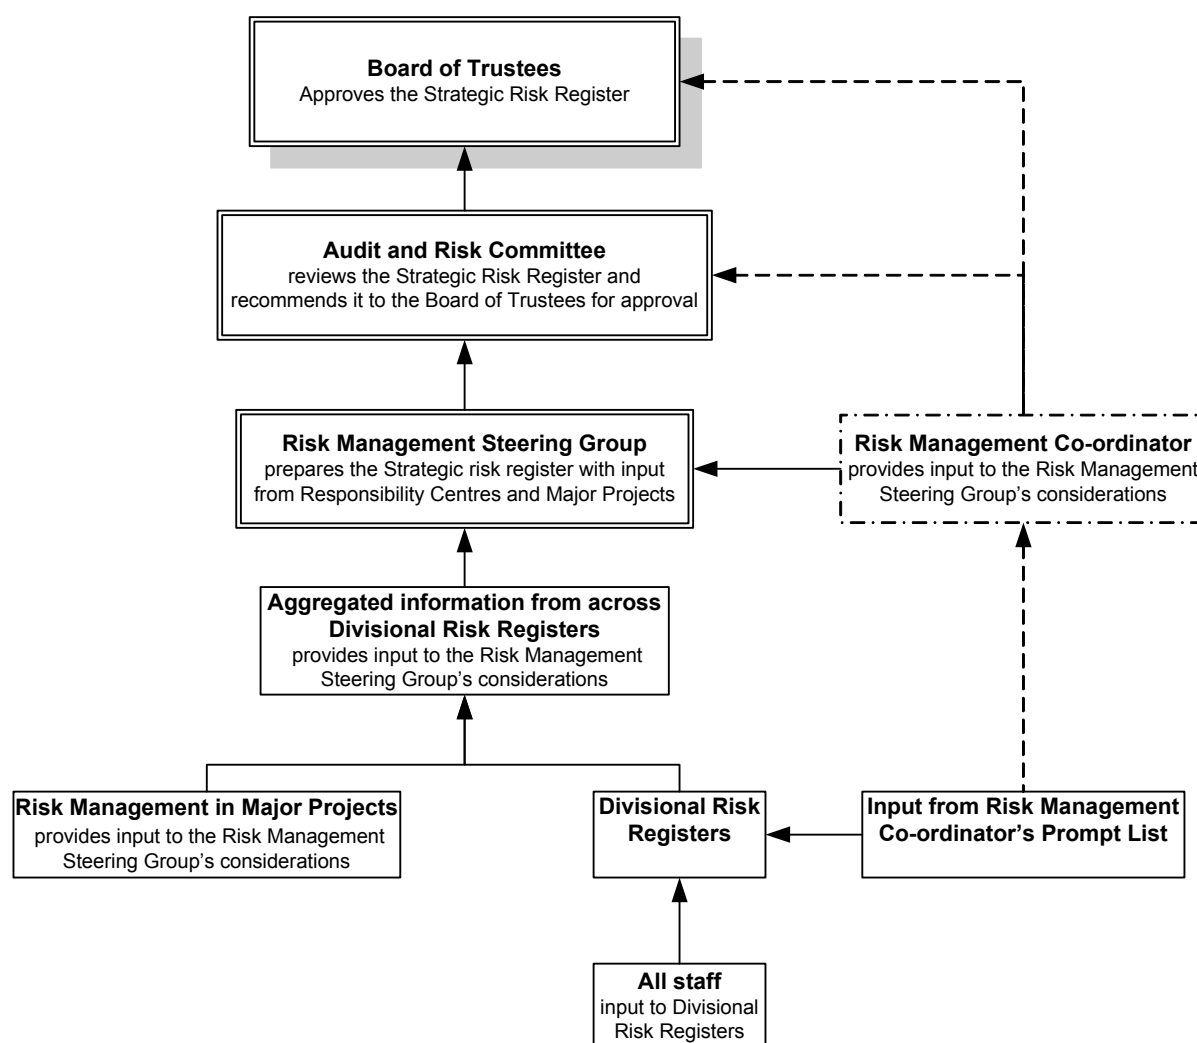 Board of Trustees
Approves the Strategic Risk Register
Audit and Risk Committee
reviews the Strategic Risk Register and
recommends it to the Board of Trustees for approval
Risk Management Steering Group
prepares the Strategic risk register with input
from Responsibility Centres and Major Projects
Risk Management Co-ordinator
provides input to the Risk Management
Steering Group's considerations
Aggregated information from across
Divisional Risk Registers
provides input to the Risk Management
Steering Group's considerations
Risk Management in Major Projects
provides input to the Risk Management
Steering Group's considerations
Divisional Risk
Registers
Input from Risk Management
Co-ordinator's Prompt List
All staff
input to Divisional
Risk Registers